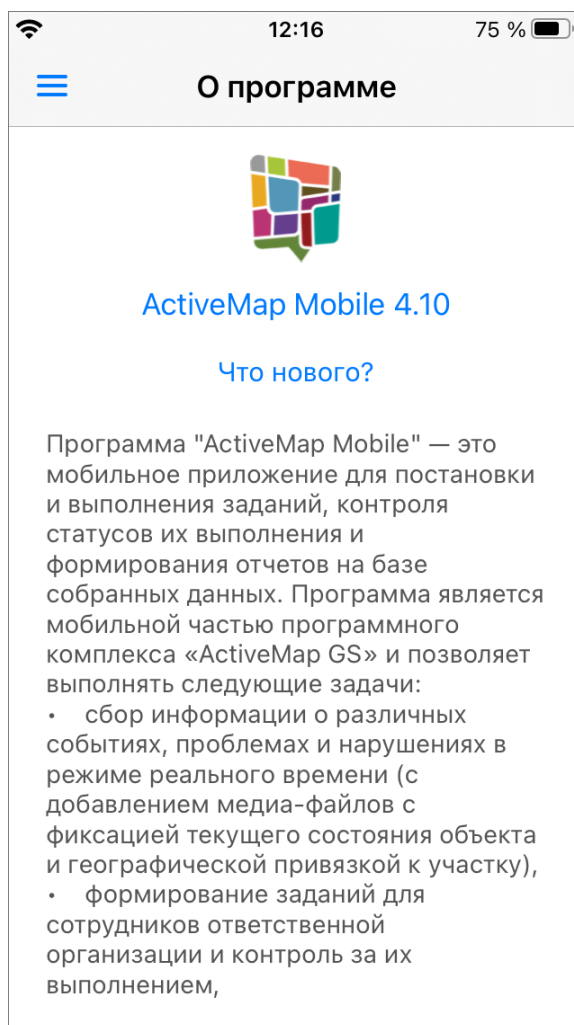 12:16
75 %
О программе
ActiveMap Mobile 4.10
Что нового?
Программа "ActiveMap Mobile" — это
мобильное приложение для постановки
и выполнения заданий, контроля
статусов их выполнения и
формирования отчетов на базе
собранных данных. Программа является
мобильной частью программного
комплекса «ActiveMap GS» и позволяет
выполнять следующие задачи:
• сбор информации о различных
событиях, проблемах и нарушениях в
режиме реального времени (с
добавлением медиа-файлов с
фиксацией текущего состояния объекта
и географической привязкой к участку),
• формирование заданий для
сотрудников ответственной
организации и контроль за их
выполнением,